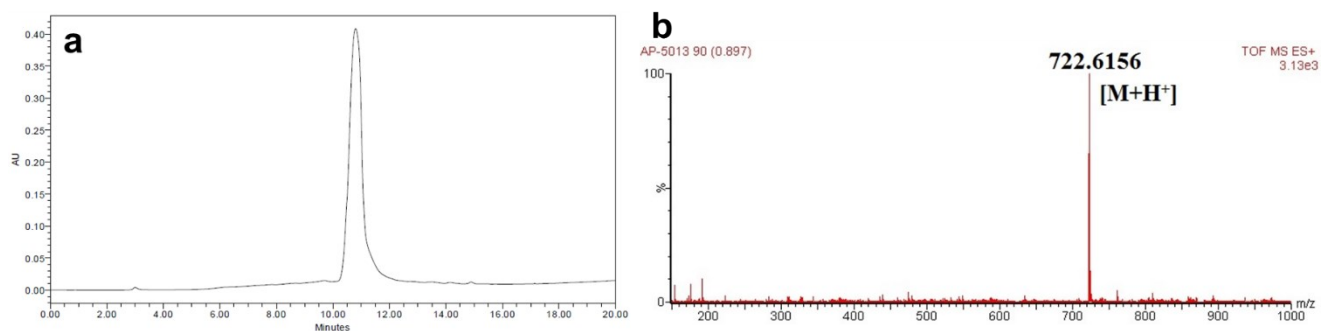 a
0.40
0.35
0.30
0.25
0.20
0.15
0.10
0.05
0.00
AU
0.00 2.00 4.00 6.00 8.00 10.00 12.00 14.00 16.00 18.00 20.00
Minutes
b
AP-5013 90 (0.897)
TOF MS ES+
3.13e3
722.6156
[M+H⁺]
100
%
0
200 300 400 500 600 700 800 900 1000
m/z